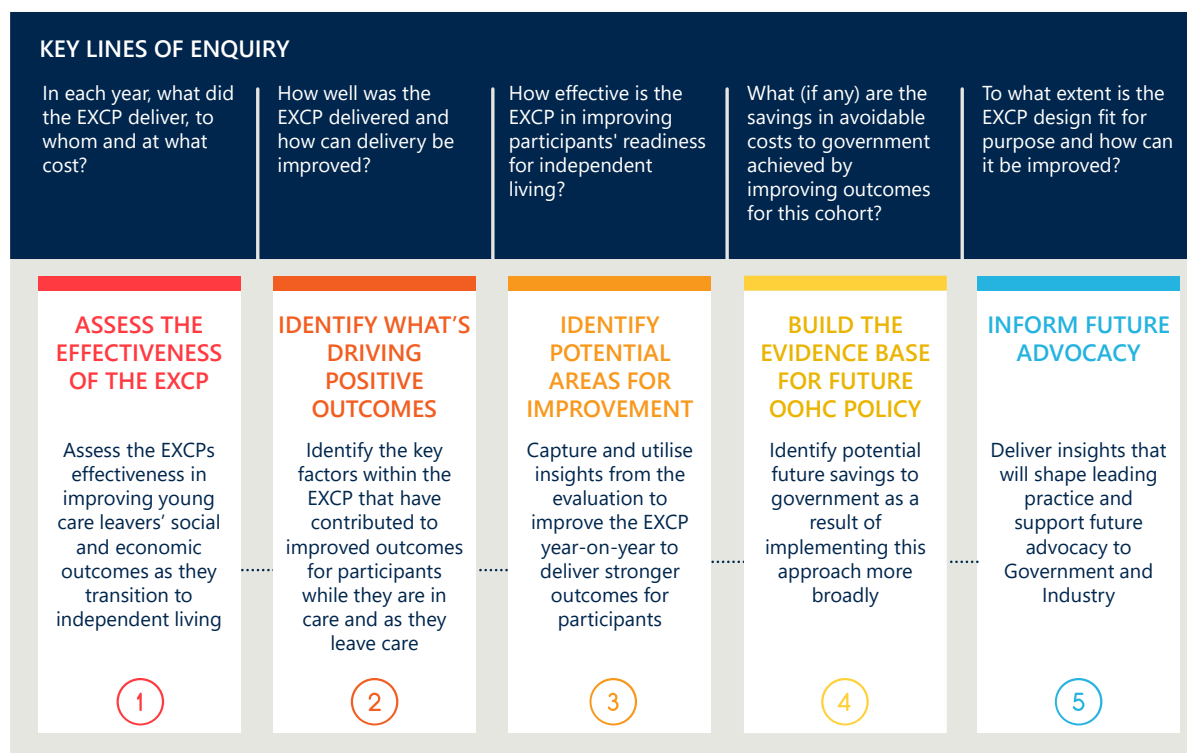 KEY LINES OF ENQUIRY
In each year, what did
the EXCP deliver, to
whom and at what
cost?
How well was the
EXCP delivered and
how can delivery be
improved?
How effective is the
EXCP in improving
participants' readiness
for independent
living?
What (if any) are the
savings in avoidable
costs to government
achieved by
improving outcomes
for this cohort?
To what extent is the
EXCP design fit for
purpose and how can
it be improved?
ASSESS THE
EFFECTIVENESS
OF THE EXCP
Assess the EXCPs
effectiveness in
improving young
care leavers’ social
and economic
outcomes as they
transition to
independent living
1
IDENTIFY WHAT’S
DRIVING
POSITIVE
OUTCOMES
Identify the key
factors within the
EXCP that have
contributed to
improved outcomes
for participants
while they are in
care and as they
leave care
2
IDENTIFY
POTENTIAL
AREAS FOR
IMPROVEMENT
Capture and utilise
insights from the
evaluation to
improve the EXCP
year-on-year to
deliver stronger
outcomes for
participants
3
BUILD THE
EVIDENCE BASE
FOR FUTURE
OOHC POLICY
Identify potential
future savings to
government as a
result of
implementing this
approach more
broadly
4
INFORM FUTURE
ADVOCACY
Deliver insights that
will shape leading
practice and
support future
advocacy to
Government and
Industry
5